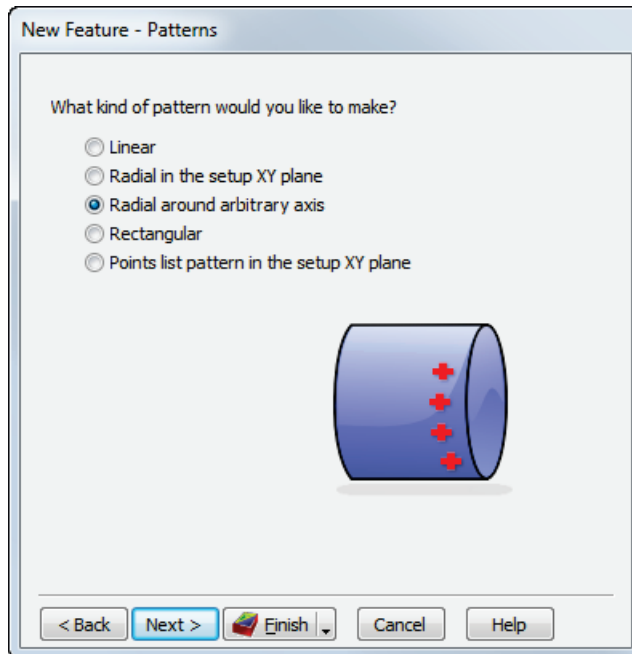 New Feature - Patterns
What kind of pattern would you like to make?
Linear
Radial in the setup XY plane
Radial around arbitrary axis
Rectangular
Points list pattern in the setup XY plane
< Back Next > Finish Cancel Help